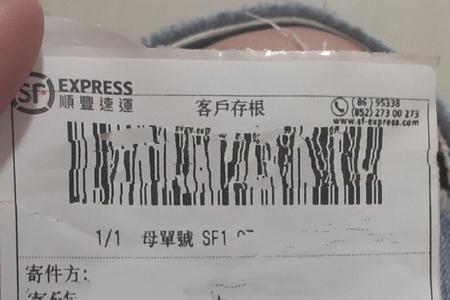 SF EXPRESS
順豐速運
客戶存根
(86) 95338
(852) 273 00 273
www.sf-express.com
1/1 母單號 SF1
寄件方: